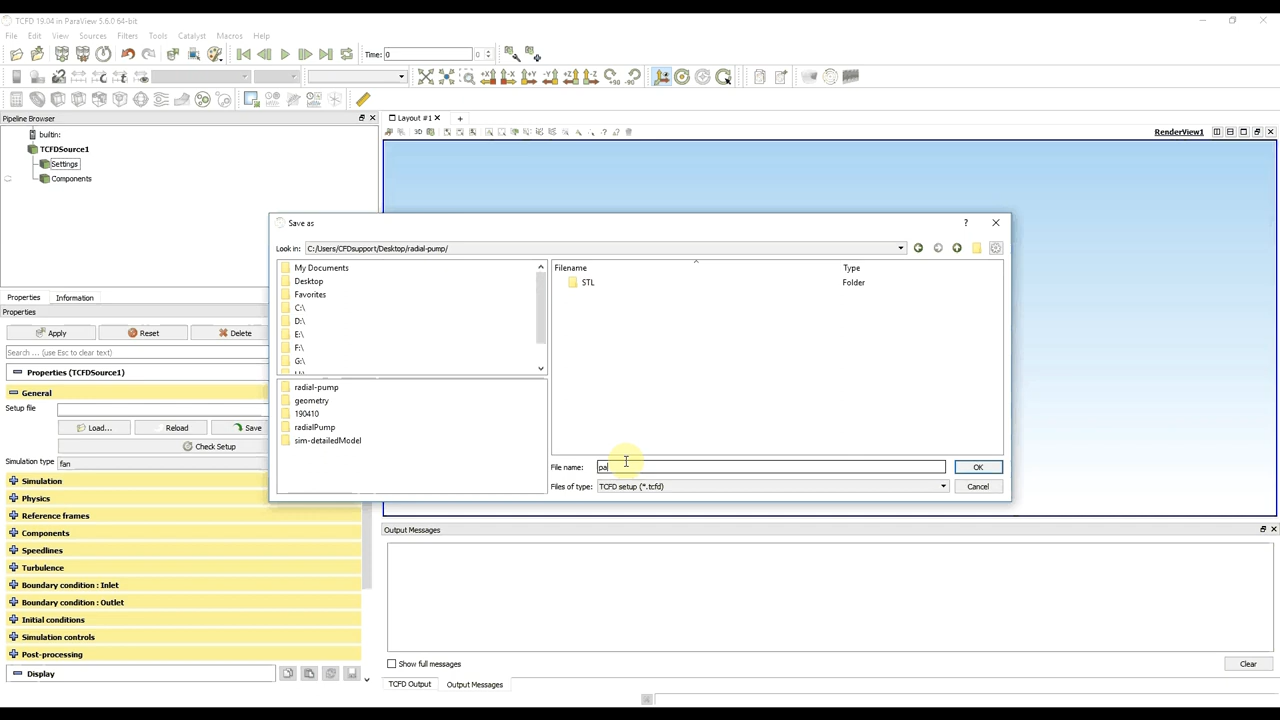 TCFD 19.04 in ParaView 5.6.0 64-bit
File Edit View Sources Filters Tools Catalyst Macros Help
Time: 0 0
+X -X +Y -Y +Z -Z +90 -90
Pipeline Browser
Layout #1
builtin:
3D
RenderView1
TCFDSource1
Settings
Components
Save as
?
Look in: C:/Users/CFDsupport/Desktop/radial-pump/
My Documents
Desktop
Favorites
C:\
D:\
E:\
F:\
G:\
Filename Type
STL Folder
radial-pump
geometry
190410
radialPump
sim-detailedModel
File name: pa OK
Files of type: TCFD setup (*.tcfd) Cancel
Properties Information
Properties
Apply Reset Delete
Search ... (use Esc to clear text)
Properties (TCFDSource1)
General
Setup file
Load... Reload Save
Check Setup
Simulation type fan
Simulation
Physics
Reference frames
Components
Speedlines
Turbulence
Boundary condition : Inlet
Boundary condition : Outlet
Initial conditions
Simulation controls
Post-processing
Display
Output Messages
Show full messages Clear
TCFD Output Output Messages